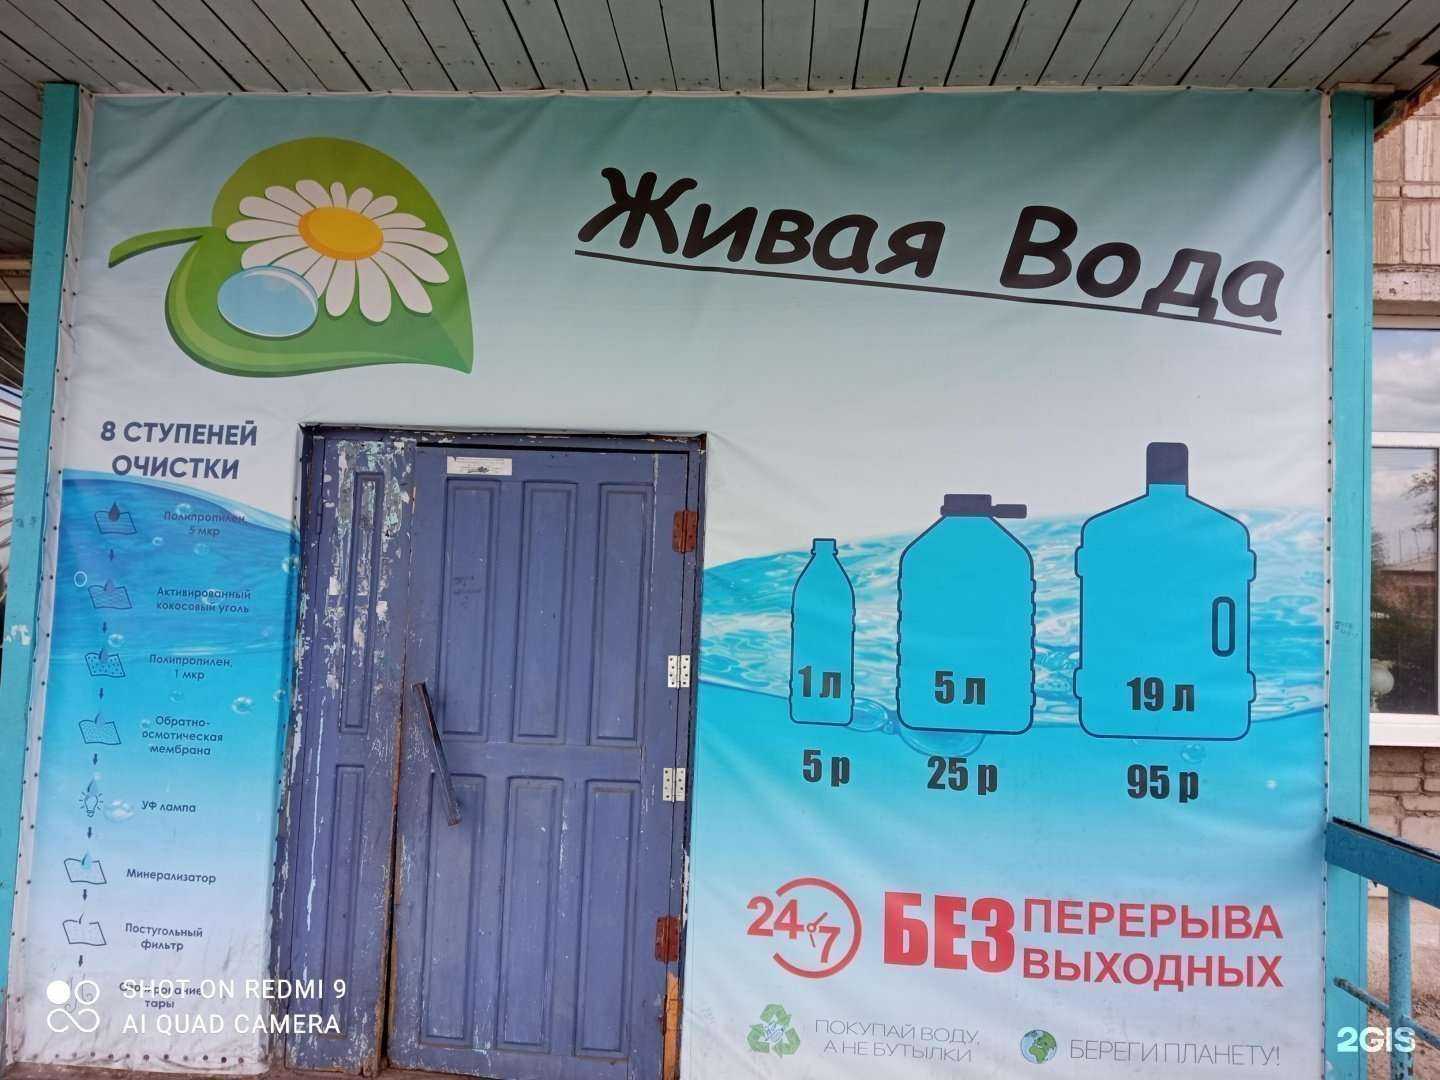 Живая Вода
8 СТУПЕНЕЙ
ОЧИСТКИ
Полипропилен,
5 мкр
Активированный
кокосовый уголь
Полипропилен,
1 мкр
Обратно-
осмотическая
мембрана
УФ лампа
Минерализатор
Постугольный
фильтр
тары
1 л
5 л
19 л
5 р
25 р
95 р
24 7
БЕЗ ПЕРЕРЫВА
ВЫХОДНЫХ
ПОКУПАЙ ВОДУ,
А НЕ БУТЫЛКИ
БЕРЕГИ ПЛАНЕТУ!
SHOT ON REDMI 9
AI QUAD CAMERA
2GIS